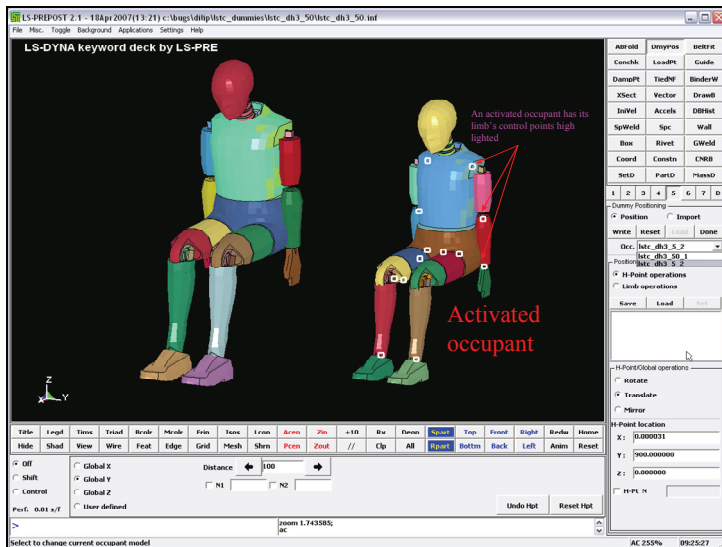 LS-PREPOST 2.1 - 18Apr2007(13:21) c:\bugs\dilip\lstc_dummies\lstc_dh3_50\lstc_dh3_50.inf
File Misc. Toggle Background Applications Settings Help
LS-DYNA keyword deck by LS-PRE
An activated occupant has its
limb's control points high
lighted
Activated
occupant
Z
X Y
ABfold DmyPos BeltFit
Conchk LoadPt Guide
DampPt TiedNF BinderW
XSect Vector DrawB
IniVel Accels DBHist
SpWeld Spc Wall
Box Rivet GWeld
Coord Constn CNRB
SetD PartD MassD
1 2 3 4 5 6 7 D
Dummy Positioning
Position Import
Write Reset Load Done
Occ. lstc_dh3_5_2
lstc_dh3_50_1
lstc_dh3_5_2
Position
H-Point operations
Limb operations
Save Load Set
H-Point/Global operations
Rotate
Translate
Mirror
H-Point location
X: 0.000031
Y: 900.000000
Z: 0.000000
H-Pt N
Title Legd Tims Triad Bcolr Mcolr Frin Isos Lcon Acen Zin +10 Rx Deon Spart Top Front Right Redw Home
Hide Shad View Wire Feat Edge Grid Mesh Shrn Pcen Zout // Clp All Rpart Bottm Back Left Anim Reset
Off
Shift
Control
Perf. 0.01 s/f
Global X
Global Y
Global Z
User defined
Distance 100
N1 N2
Undo Hpt Reset Hpt
>
zoom 1.743585;
ac
Select to change current occupant model
AC 255% 09:25:27